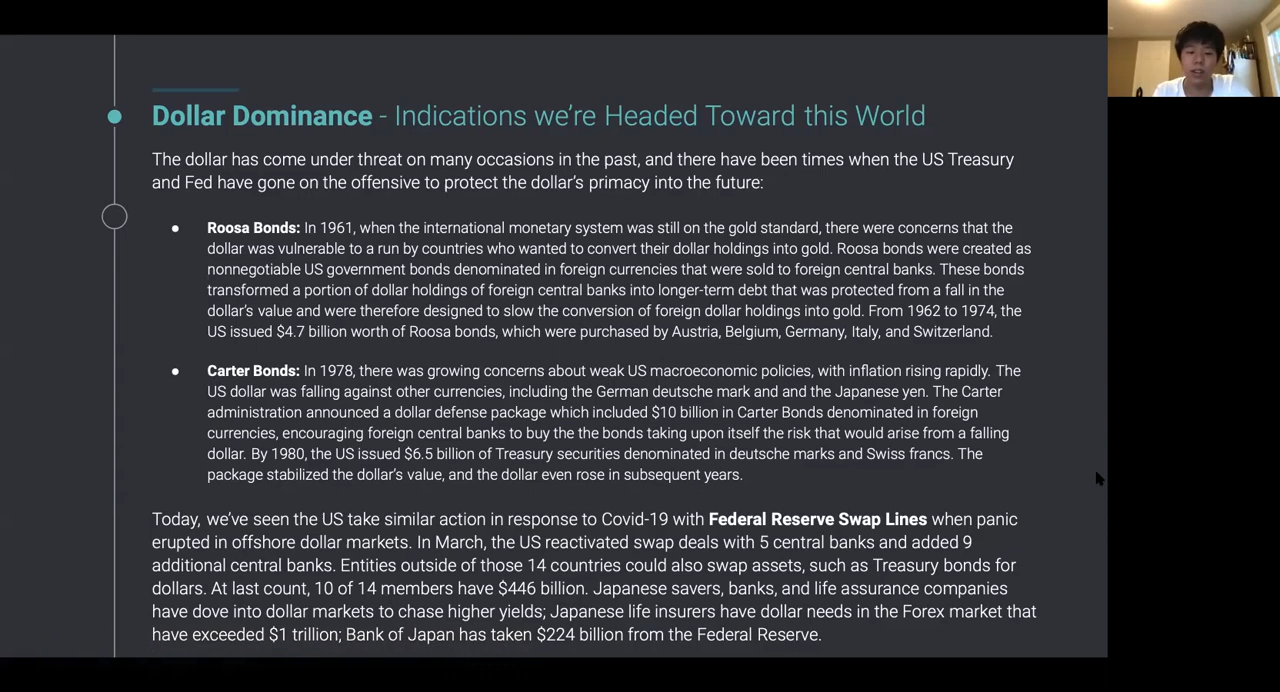 Dollar Dominance - Indications we're Headed Toward this World
The dollar has come under threat on many occasions in the past, and there have been times when the US Treasury
and Fed have gone on the offensive to protect the dollar's primacy into the future:
● Roosa Bonds: In 1961, when the international monetary system was still on the gold standard, there were concerns that the
dollar was vulnerable to a run by countries who wanted to convert their dollar holdings into gold. Roosa bonds were created as
nonnegotiable US government bonds denominated in foreign currencies that were sold to foreign central banks. These bonds
transformed a portion of dollar holdings of foreign central banks into longer-term debt that was protected from a fall in the
dollar's value and were therefore designed to slow the conversion of foreign dollar holdings into gold. From 1962 to 1974, the
US issued $4.7 billion worth of Roosa bonds, which were purchased by Austria, Belgium, Germany, Italy, and Switzerland.
● Carter Bonds: In 1978, there was growing concerns about weak US macroeconomic policies, with inflation rising rapidly. The
US dollar was falling against other currencies, including the German deutsche mark and and the Japanese yen. The Carter
administration announced a dollar defense package which included $10 billion in Carter Bonds denominated in foreign
currencies, encouraging foreign central banks to buy the the bonds taking upon itself the risk that would arise from a falling
dollar. By 1980, the US issued $6.5 billion of Treasury securities denominated in deutsche marks and Swiss francs. The
package stabilized the dollar's value, and the dollar even rose in subsequent years.
Today, we've seen the US take similar action in response to Covid-19 with Federal Reserve Swap Lines when panic
erupted in offshore dollar markets. In March, the US reactivated swap deals with 5 central banks and added 9
additional central banks. Entities outside of those 14 countries could also swap assets, such as Treasury bonds for
dollars. At last count, 10 of 14 members have $446 billion. Japanese savers, banks, and life assurance companies
have dove into dollar markets to chase higher yields; Japanese life insurers have dollar needs in the Forex market that
have exceeded $1 trillion; Bank of Japan has taken $224 billion from the Federal Reserve.